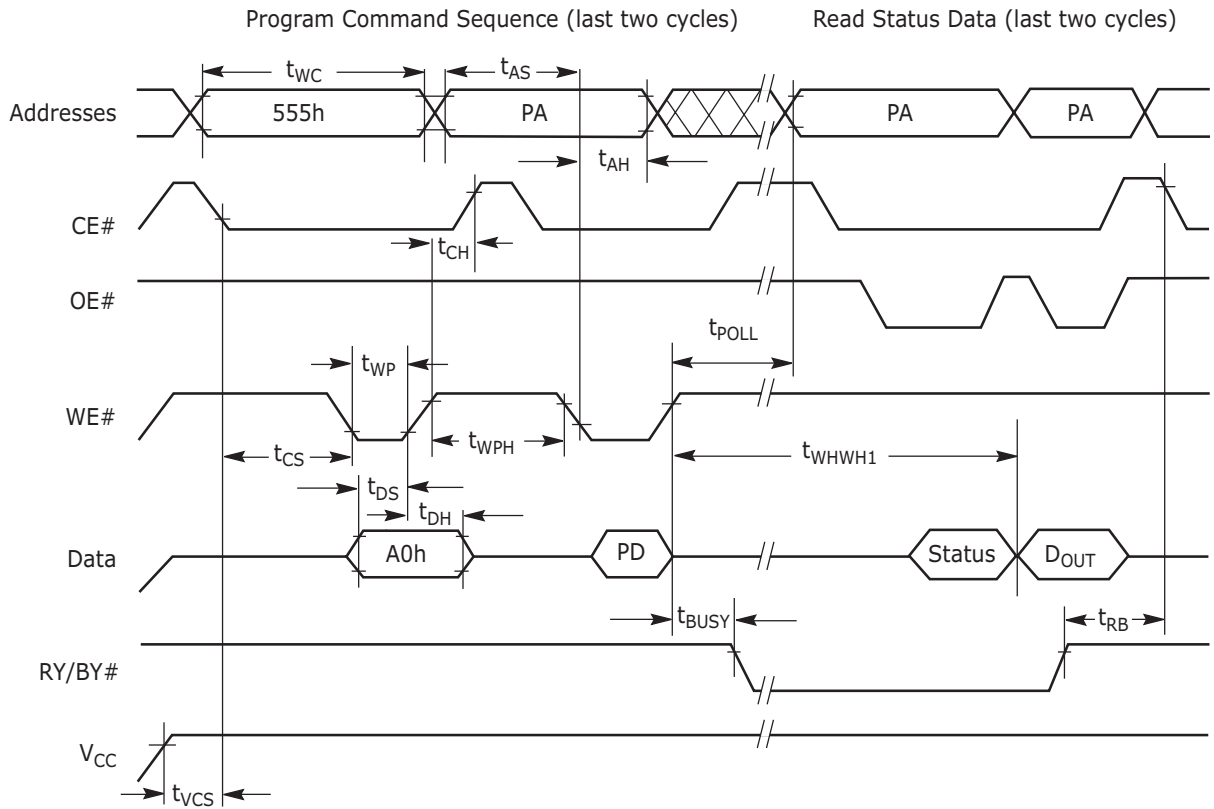 Program Command Sequence (last two cycles)
Read Status Data (last two cycles)
tWC
tAS
Addresses
555h
PA
PA
PA
tAH
CE#
tCH
OE#
tPOLL
tWP
WE#
tWPH
tCS
tWHWH1
tDS
tDH
Data
A0h
PD
Status
DOUT
tBUSY
tRB
RY/BY#
VCC
tVCS